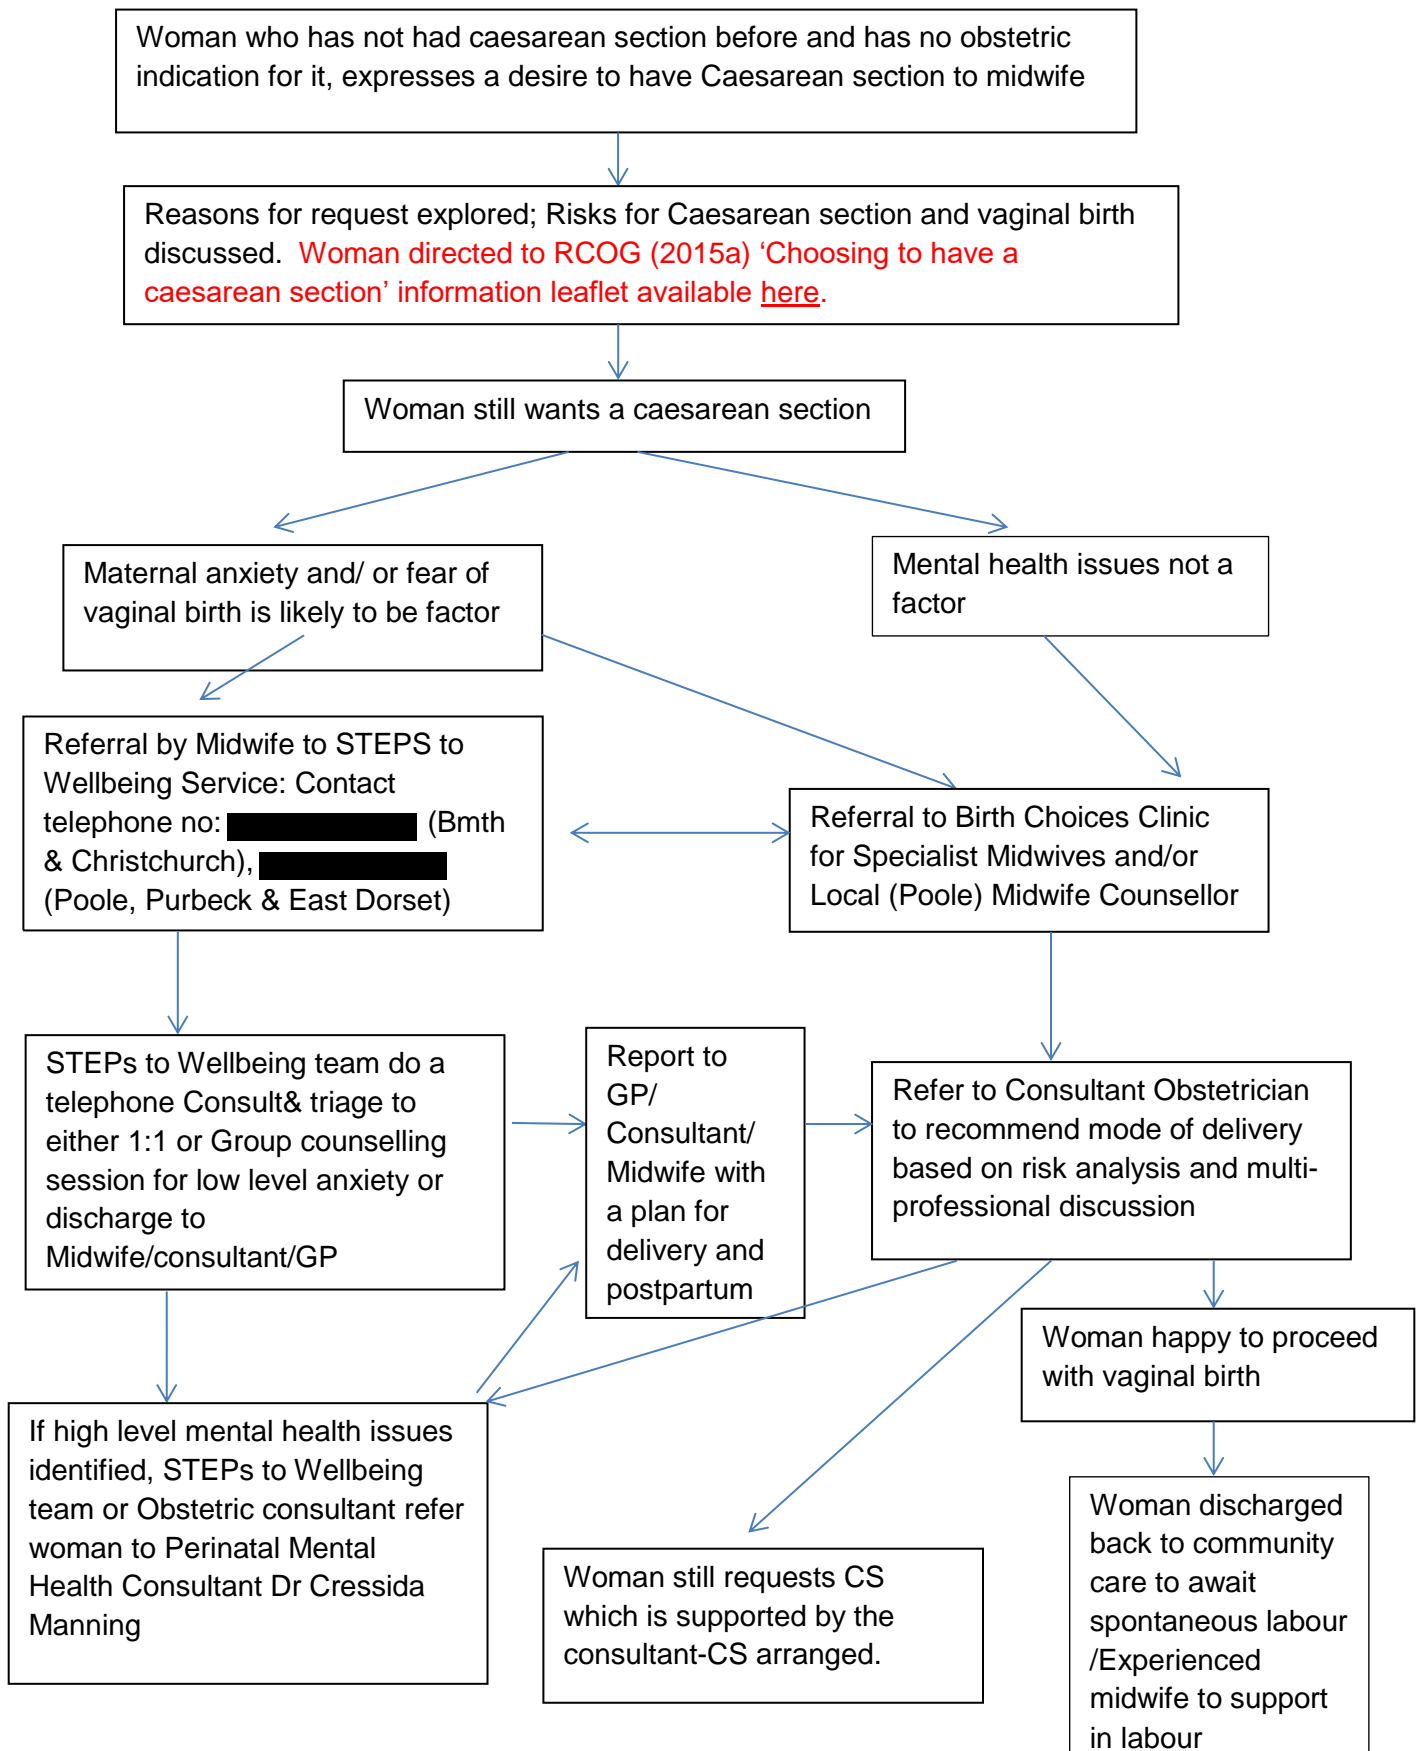 Woman who has not had caesarean section before and has no obstetric
indication for it, expresses a desire to have Caesarean section to midwife
Reasons for request explored; Risks for Caesarean section and vaginal birth
discussed. Woman directed to RCOG (2015a) ‘Choosing to have a
caesarean section’ information leaflet available here.
Woman still wants a caesarean section
Maternal anxiety and/ or fear of
vaginal birth is likely to be factor
Mental health issues not a
factor
Referral by Midwife to STEPS to
Wellbeing Service: Contact
telephone no: (Bmth
& Christchurch),
(Poole, Purbeck & East Dorset)
Referral to Birth Choices Clinic
for Specialist Midwives and/or
Local (Poole) Midwife Counsellor
STEPs to Wellbeing team do a
telephone Consult& triage to
either 1:1 or Group counselling
session for low level anxiety or
discharge to
Midwife/consultant/GP
Report to
GP/
Consultant/
Midwife with
a plan for
delivery and
postpartum
Refer to Consultant Obstetrician
to recommend mode of delivery
based on risk analysis and multi-
professional discussion
Woman happy to proceed
with vaginal birth
If high level mental health issues
identified, STEPs to Wellbeing
team or Obstetric consultant refer
woman to Perinatal Mental
Health Consultant Dr Cressida
Manning
Woman still requests CS
which is supported by the
consultant-CS arranged.
Woman discharged
back to community
care to await
spontaneous labour
/Experienced
midwife to support
in labour